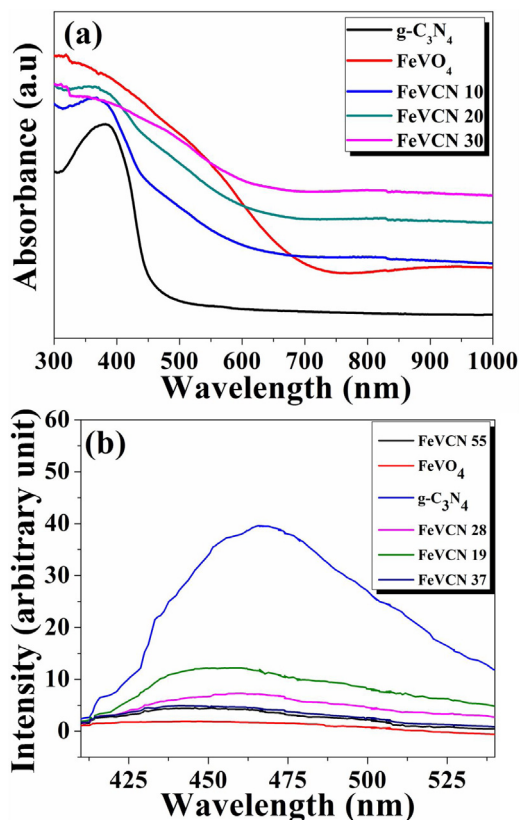 (a)
g-C₃N₄
FeVO₄
FeVCN 10
FeVCN 20
FeVCN 30
Absorbance (a.u)
300 400 500 600 700 800 900 1000
Wavelength (nm)
(b)
60
50
40
30
20
10
0
FeVCN 55
FeVO₄
g-C₃N₄
FeVCN 28
FeVCN 19
FeVCN 37
Intensity (arbitrary unit)
425 450 475 500 525
Wavelength (nm)